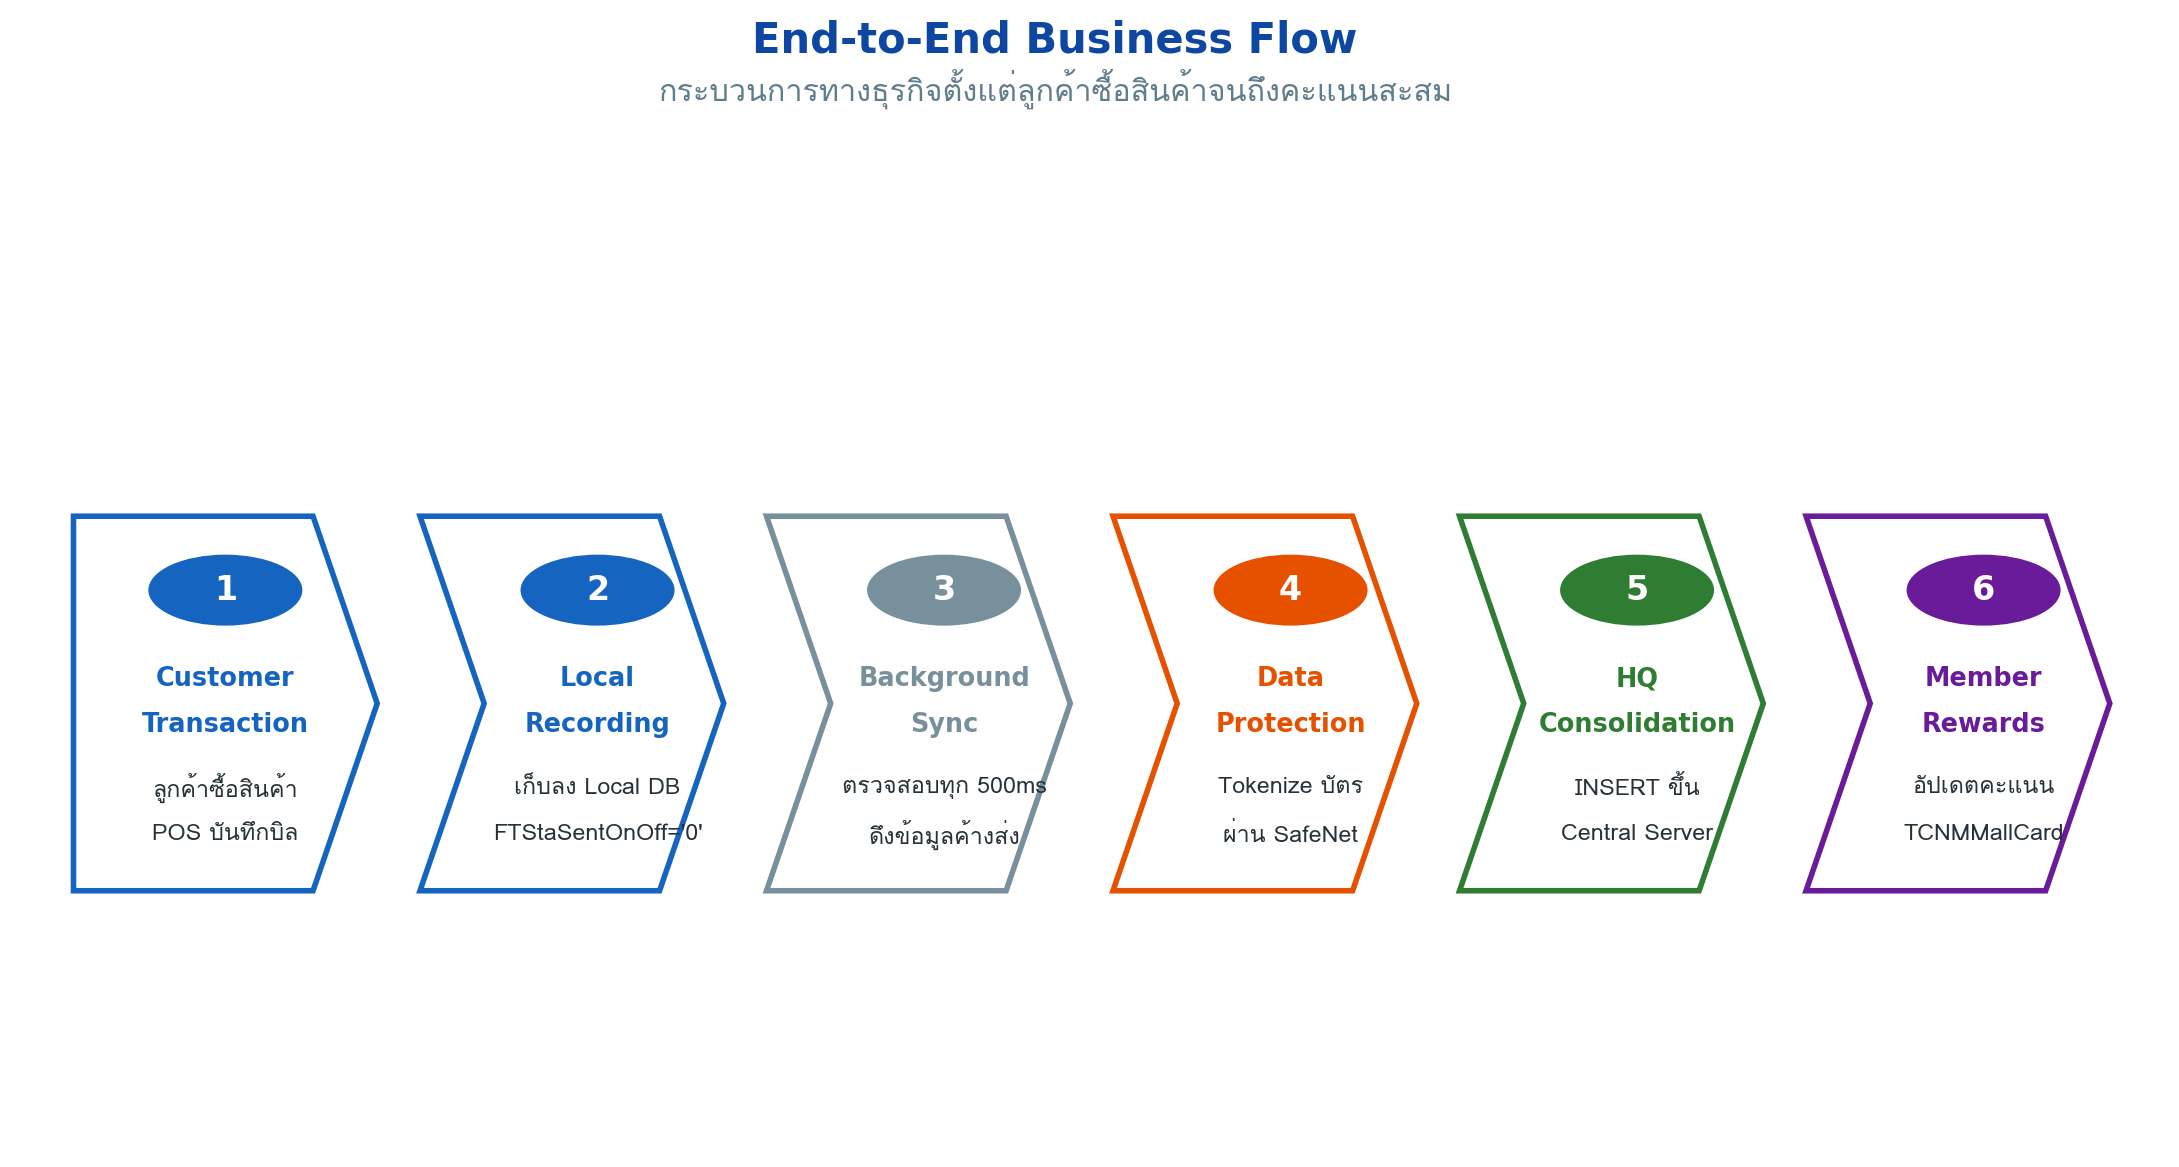 End-to-End Business Flow
กระบวนการทางธุรกิจตั้งแต่ลูกค้าซื้อสินค้าจนถึงคะแนนสะสม
1
Customer
Transaction
ลูกค้าซื้อสินค้า
POS บันทึกบิล
2
Local
Recording
เก็บลง Local DB
FTStaSentOnOff='0'
3
Background
Sync
ตรวจสอบทุก 500ms
ดึงข้อมูลค้างส่ง
4
Data
Protection
Tokenize บัตร
ผ่าน SafeNet
5
HQ
Consolidation
INSERT ขึ้น
Central Server
6
Member
Rewards
อัปเดตคะแนน
TCNMMallCard